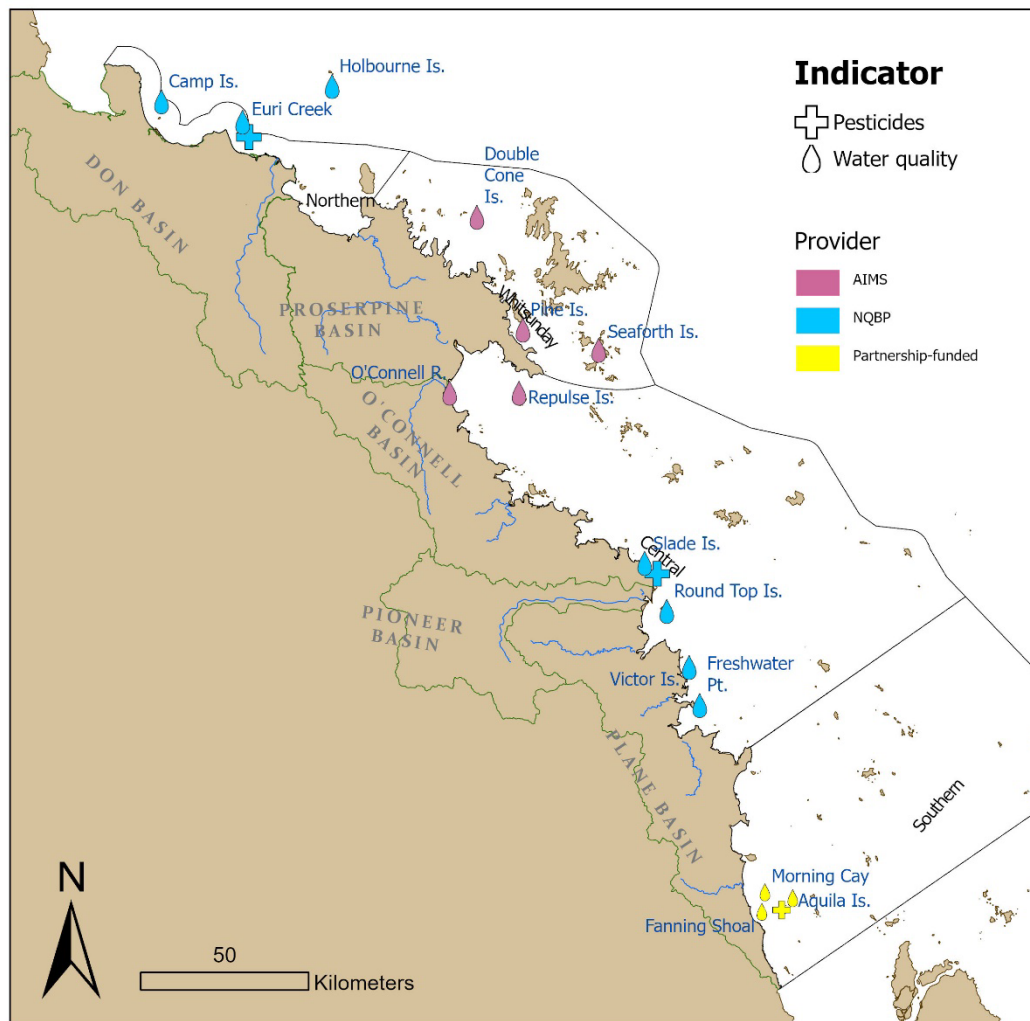 Camp Is.
Holbourne Is.
Euri Creek
Indicator
Pesticides
Water quality
Double
Cone
Is.
DON BASIN
Northern
Provider
AIMS
NQBP
Partnership-funded
PROSERPINE
BASIN
Whitsunday
Pine Is.
Seaforth Is.
O'Connell R.
Repulse Is.
O'CONNELL
BASIN
Slade Is.
Central
Round Top Is.
PIONEER
BASIN
Victor Is.
Freshwater
Pt.
PLANE BASIN
Southern
Morning Cay
Aquila Is.
Fanning Shoal
N
50
Kilometers